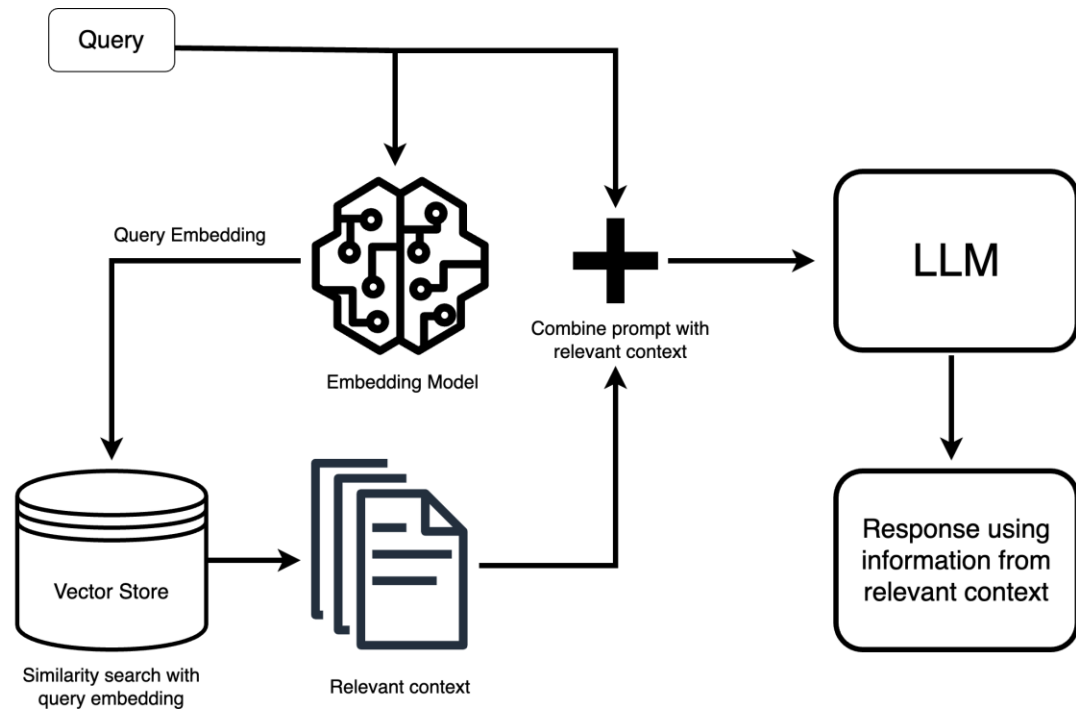 Query
Query Embedding
Embedding Model
Combine prompt with
relevant context
LLM
Vector Store
Similarity search with
query embedding
Relevant context
Response using
information from
relevant context